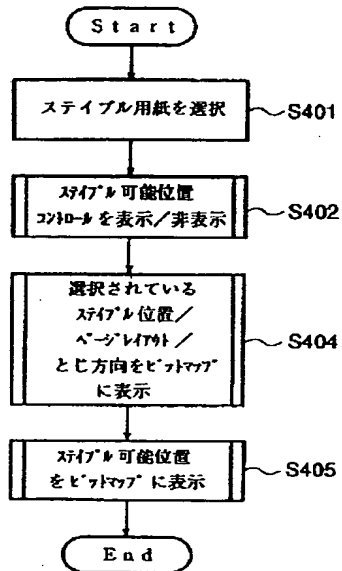 Start
ステイプル用紙を選択
S401
ステイプル可能位置
コントロールを表示/非表示
S402
選択されている
ステイプル位置/
ページレイアウト/
とじ方向をビットマップ
に表示
S404
ステイプル可能位置
をビットマップに表示
S405
End